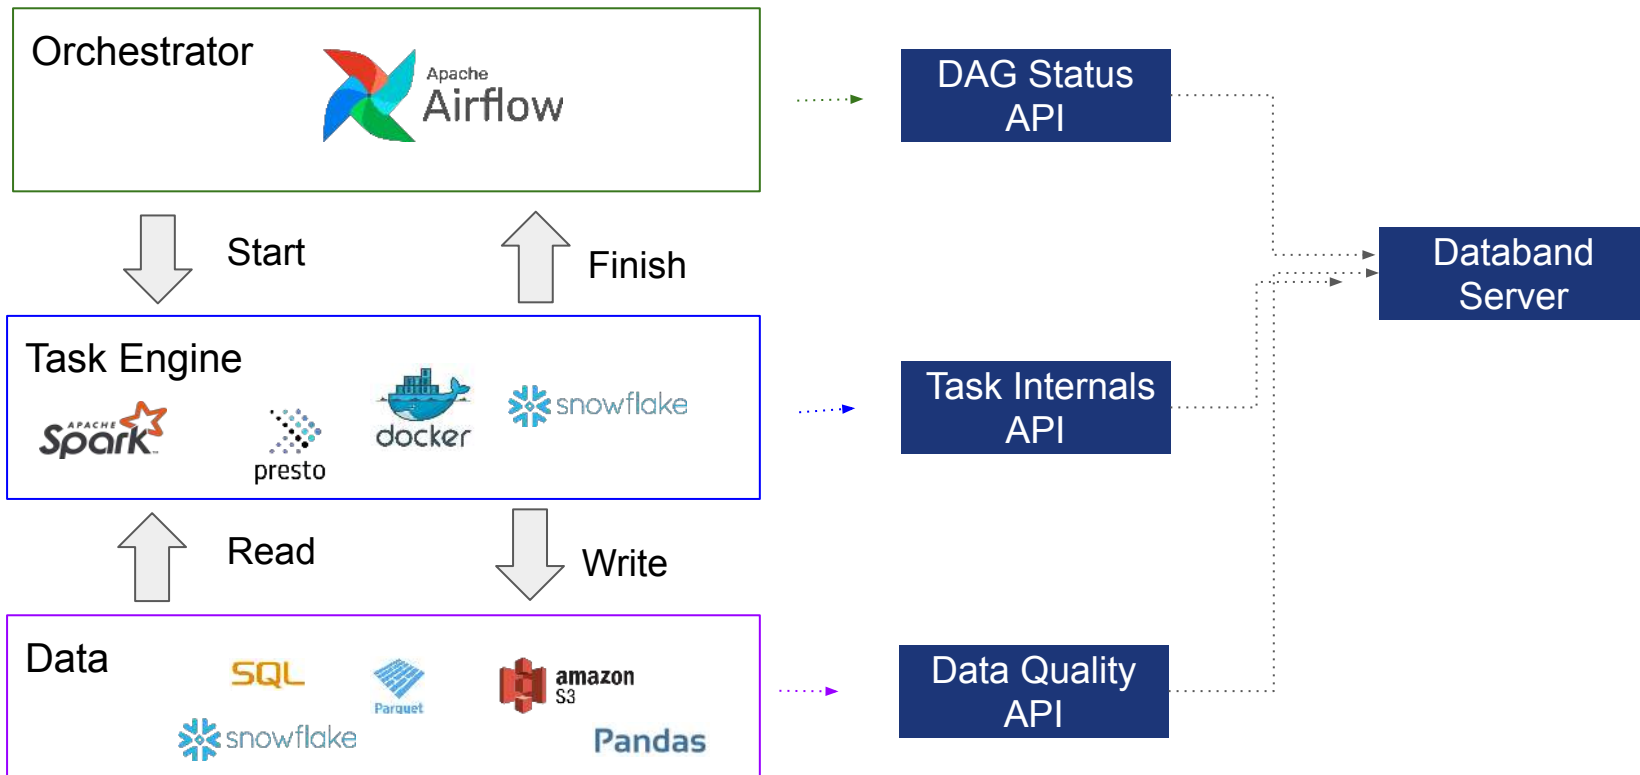 Orchestrator
Apache
Airflow
DAG Status
API
Start
Finish
Databand
Server
Task Engine
APACHE
Spark
presto
docker
snowflake
Task Internals
API
Read
Write
Data
SQL
Parquet
amazon
S3
snowflake
Pandas
Data Quality
API